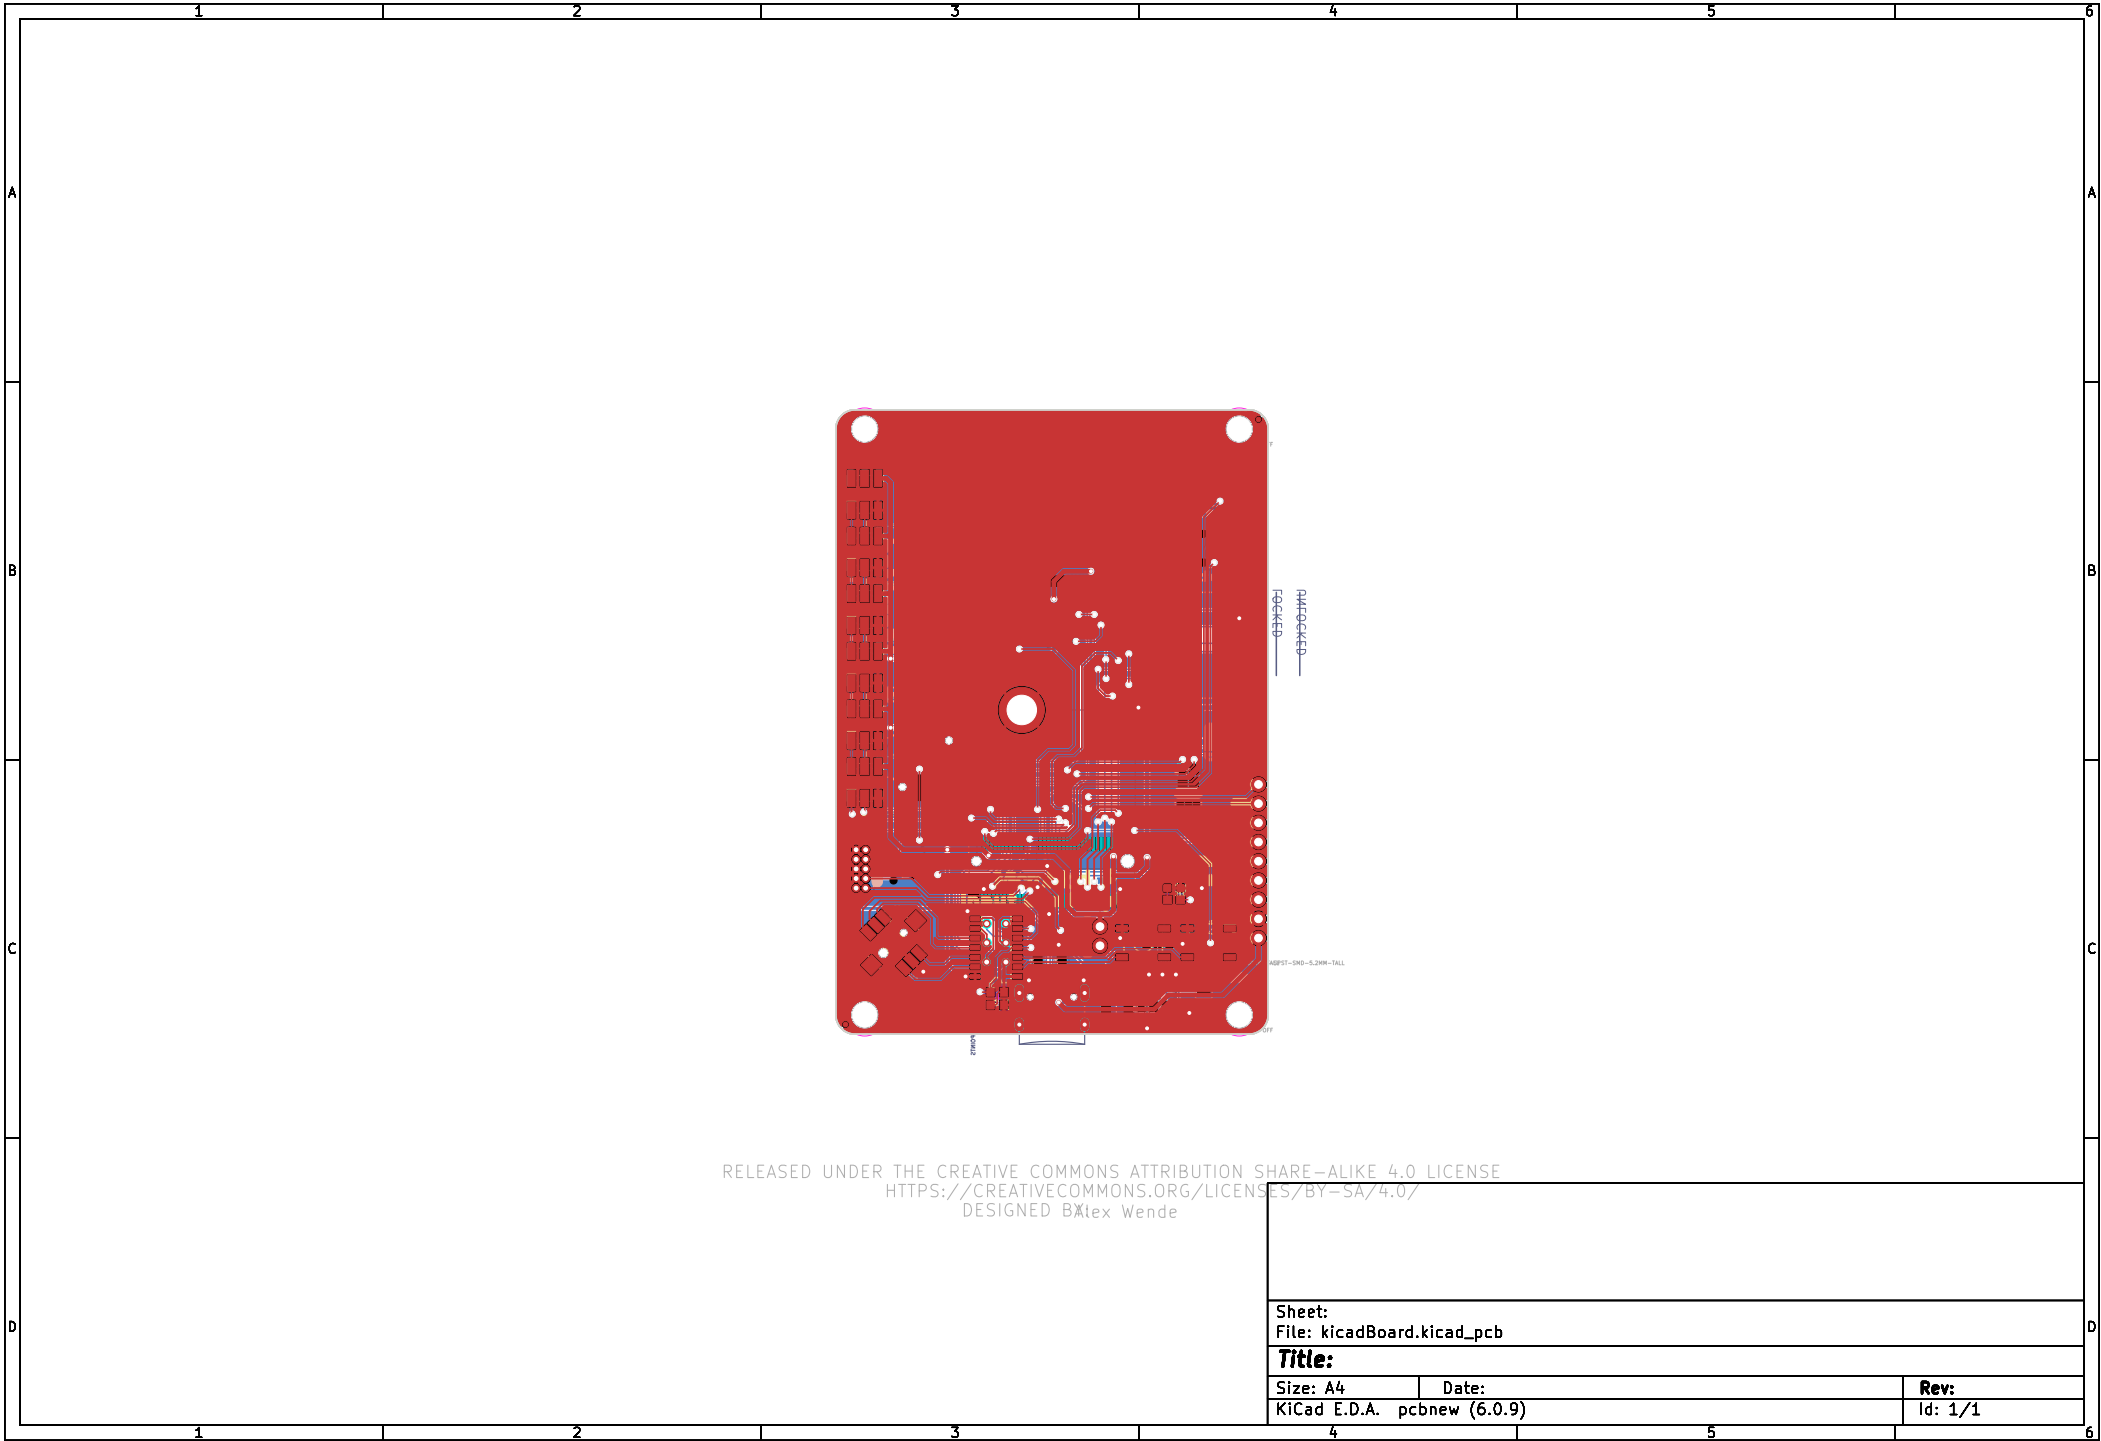 1 2 3 4 5 6
A A
B B
LOCKED
UNLOCKED
C C
OFF
POINTS
RELEASED UNDER THE CREATIVE COMMONS ATTRIBUTION SHARE-ALIKE 4.0 LICENSE
HTTPS://CREATIVECOMMONS.ORG/LICENSES/BY-SA/4.0/
DESIGNED BY: Alex Wende
D D
Sheet:
File: kicadBoard.kicad_pcb
Title:
Size: A4 Date: Rev:
KiCad E.D.A. pcbnew (6.0.9) Id: 1/1
1 2 3 4 5 6